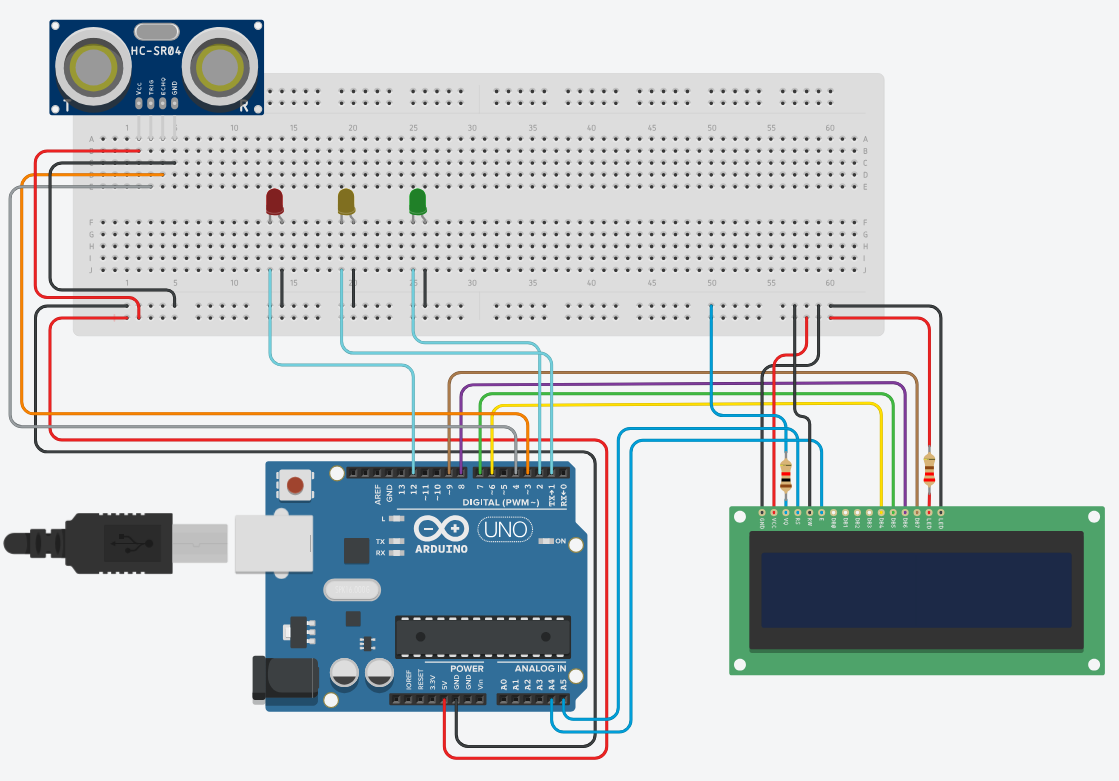 HC-SR04
VCC
TRIG
ECHO
GND
T
R
1 5 10 15 20 25 30 35 40 45 50 55 60
A A
B
C C
D D
E E
F F
G G
H H
I I
J J
1 5 10 15 20 25 30 35 40 45 50 55 60
AREF
GND
13
12
~11
~10
~9
8
7
~6
~5
4
~3
2
TX→1
RX←0
DIGITAL (PWM~)
L
TX
RX
UNO
ARDUINO
ON
POWER
ANALOG IN
IOREF
RESET
3.3V
5V
GND
GND
Vin
A0
A1
A2
A3
A4
A5
GND
VCC
VO
RS
RW
E
DB0
DB1
DB2
DB3
DB4
DB5
DB6
DB7
LED
LED